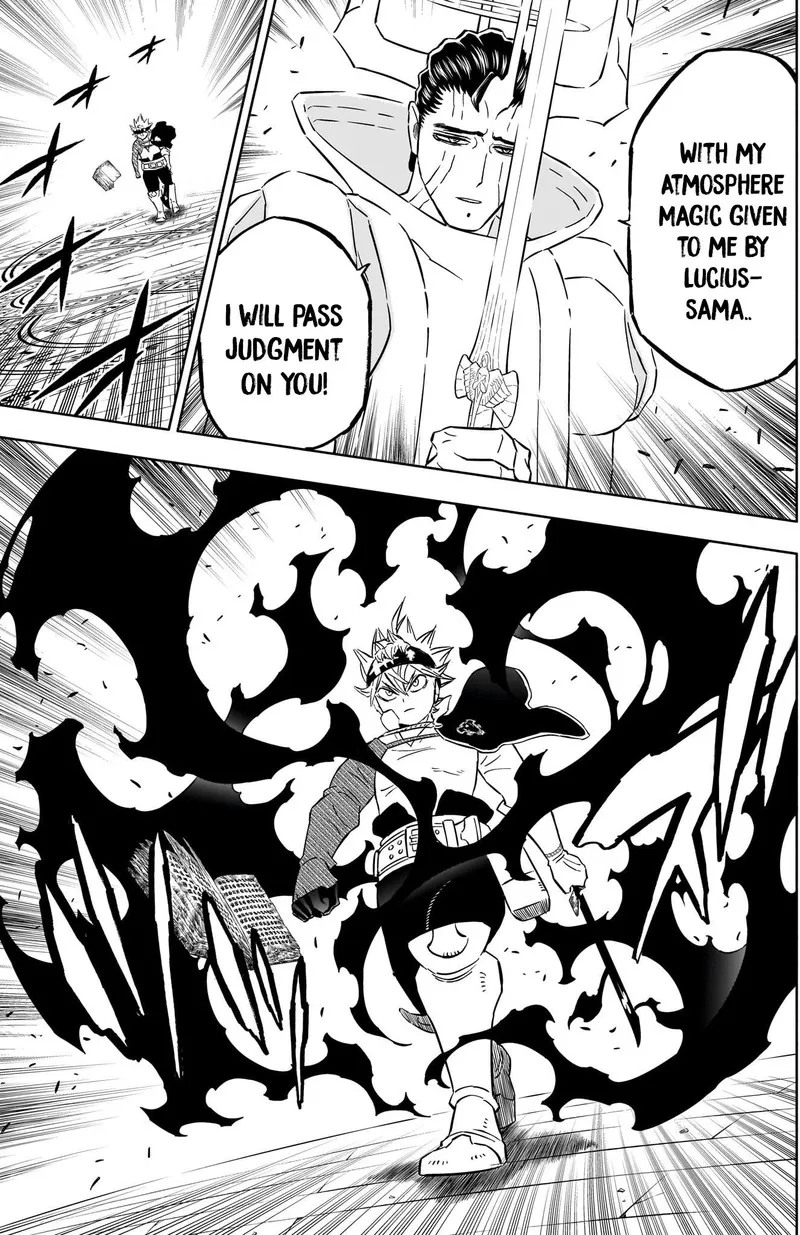 WITH MY
ATMOSPHERE
MAGIC GIVEN
TO ME BY
LUCIUS-
SAMA..
I WILL PASS
JUDGMENT
ON YOU!